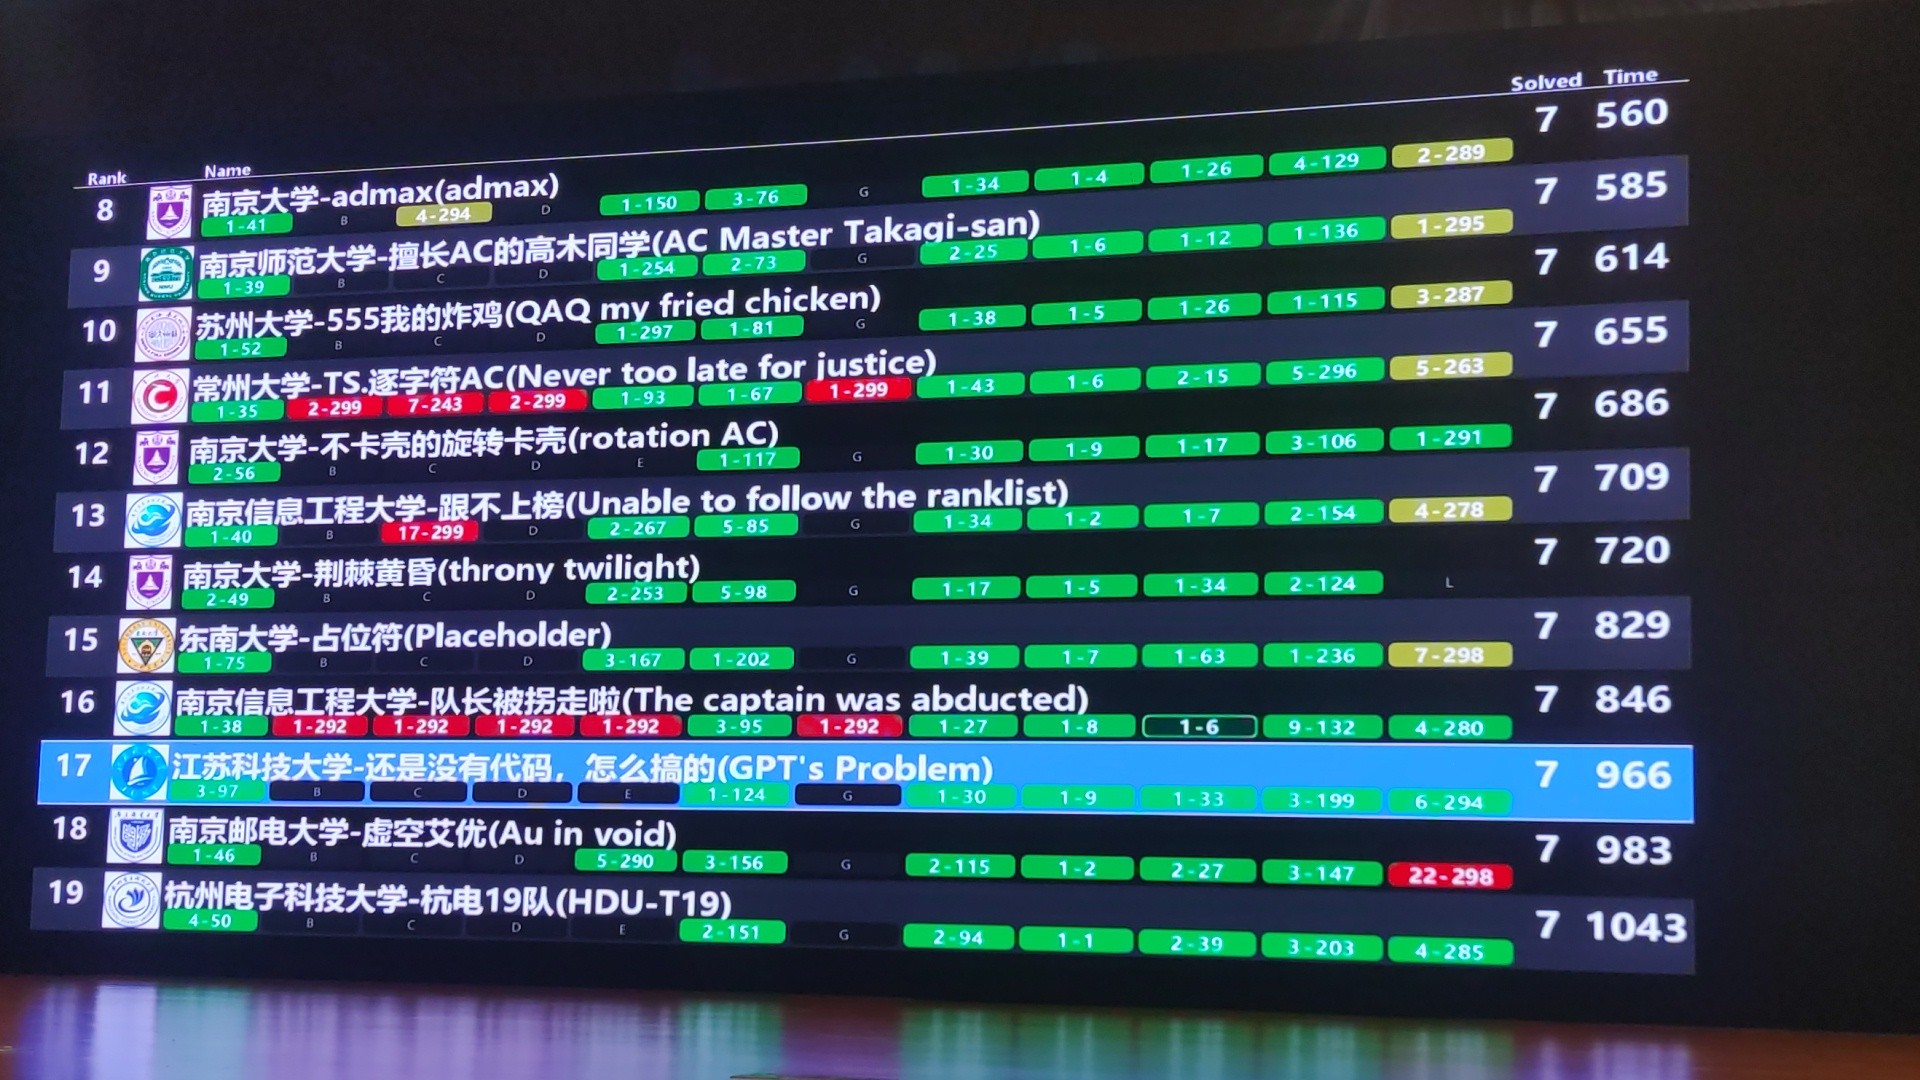 Rank Name Solved Time
8 南京大学-admax(admax) 7 560
1-41 B 4-294 D 1-150 3-76 G 1-34 1-4 1-26 4-129 2-289
9 南京师范大学-擅长AC的高木同学(AC Master Takagi-san) 7 585
1-39 B C D 1-254 2-73 G 2-25 1-6 1-12 1-136 1-295
10 苏州大学-555我的炸鸡(QAQ my fried chicken) 7 614
1-52 B C D 1-297 1-81 G 1-38 1-5 1-26 1-115 3-287
11 常州大学-TS.逐字符AC(Never too late for justice) 7 655
1-35 2-299 7-243 2-299 1-93 1-67 1-299 1-43 1-6 2-15 5-296 5-263
12 南京大学-不卡壳的旋转卡壳(rotation AC) 7 686
2-56 B C D E 1-117 G 1-30 1-9 1-17 3-106 1-291
13 南京信息工程大学-跟不上榜(Unable to follow the ranklist) 7 709
1-40 B 17-299 D 2-267 5-85 G 1-34 1-2 1-7 2-154 4-278
14 南京大学-荆棘黄昏(throny twilight) 7 720
2-49 B C D 2-253 5-98 G 1-17 1-5 1-34 2-124 L
15 东南大学-占位符(Placeholder) 7 829
1-75 B C D 3-167 1-202 G 1-39 1-7 1-63 1-236 7-298
16 南京信息工程大学-队长被拐走啦(The captain was abducted) 7 846
1-38 1-292 1-292 1-292 1-292 3-95 1-292 1-27 1-8 1-6 9-132 4-280
17 江苏科技大学-还是没有代码，怎么搞的(GPT's Problem) 7 966
3-97 B C D E 1-124 G 1-30 1-9 1-33 3-199 6-294
18 南京邮电大学-虚空艾优(Au in void) 7 983
1-46 B C D 5-290 3-156 G 2-115 1-2 2-27 3-147 22-298
19 杭州电子科技大学-杭电19队(HDU-T19) 7 1043
4-50 B C D E 2-151 G 2-94 1-1 2-39 3-203 4-285